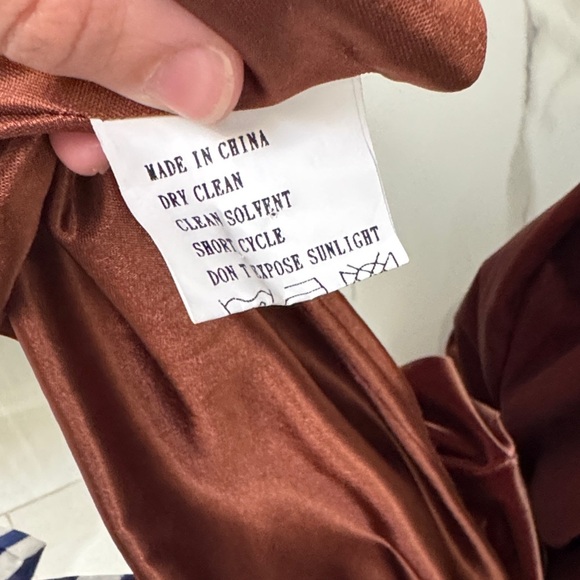 MADE IN CHINA
DRY CLEAN
CLEAN SOLVENT
SHORT CYCLE
DON T EXPOSE SUNLIGHT